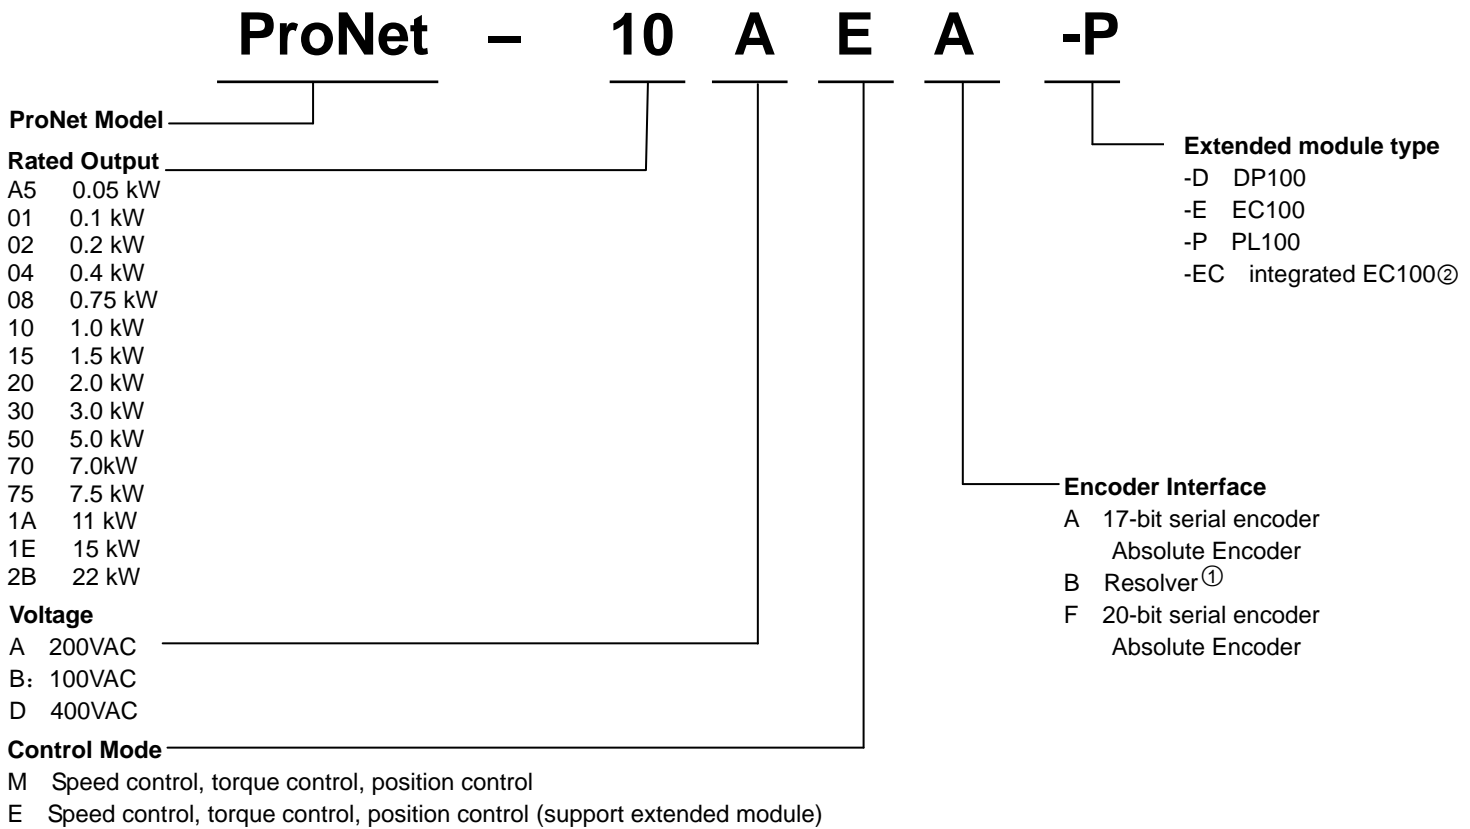 ProNet – 10 A E A -P
ProNet Model
Rated Output
A5 0.05 kW
01 0.1 kW
02 0.2 kW
04 0.4 kW
08 0.75 kW
10 1.0 kW
15 1.5 kW
20 2.0 kW
30 3.0 kW
50 5.0 kW
70 7.0kW
75 7.5 kW
1A 11 kW
1E 15 kW
2B 22 kW
Voltage
A 200VAC
B：100VAC
D 400VAC
Control Mode
M Speed control, torque control, position control
E Speed control, torque control, position control (support extended module)
Extended module type
-D DP100
-E EC100
-P PL100
-EC integrated EC100②
Encoder Interface
A 17-bit serial encoder
Absolute Encoder
B Resolver①
F 20-bit serial encoder
Absolute Encoder